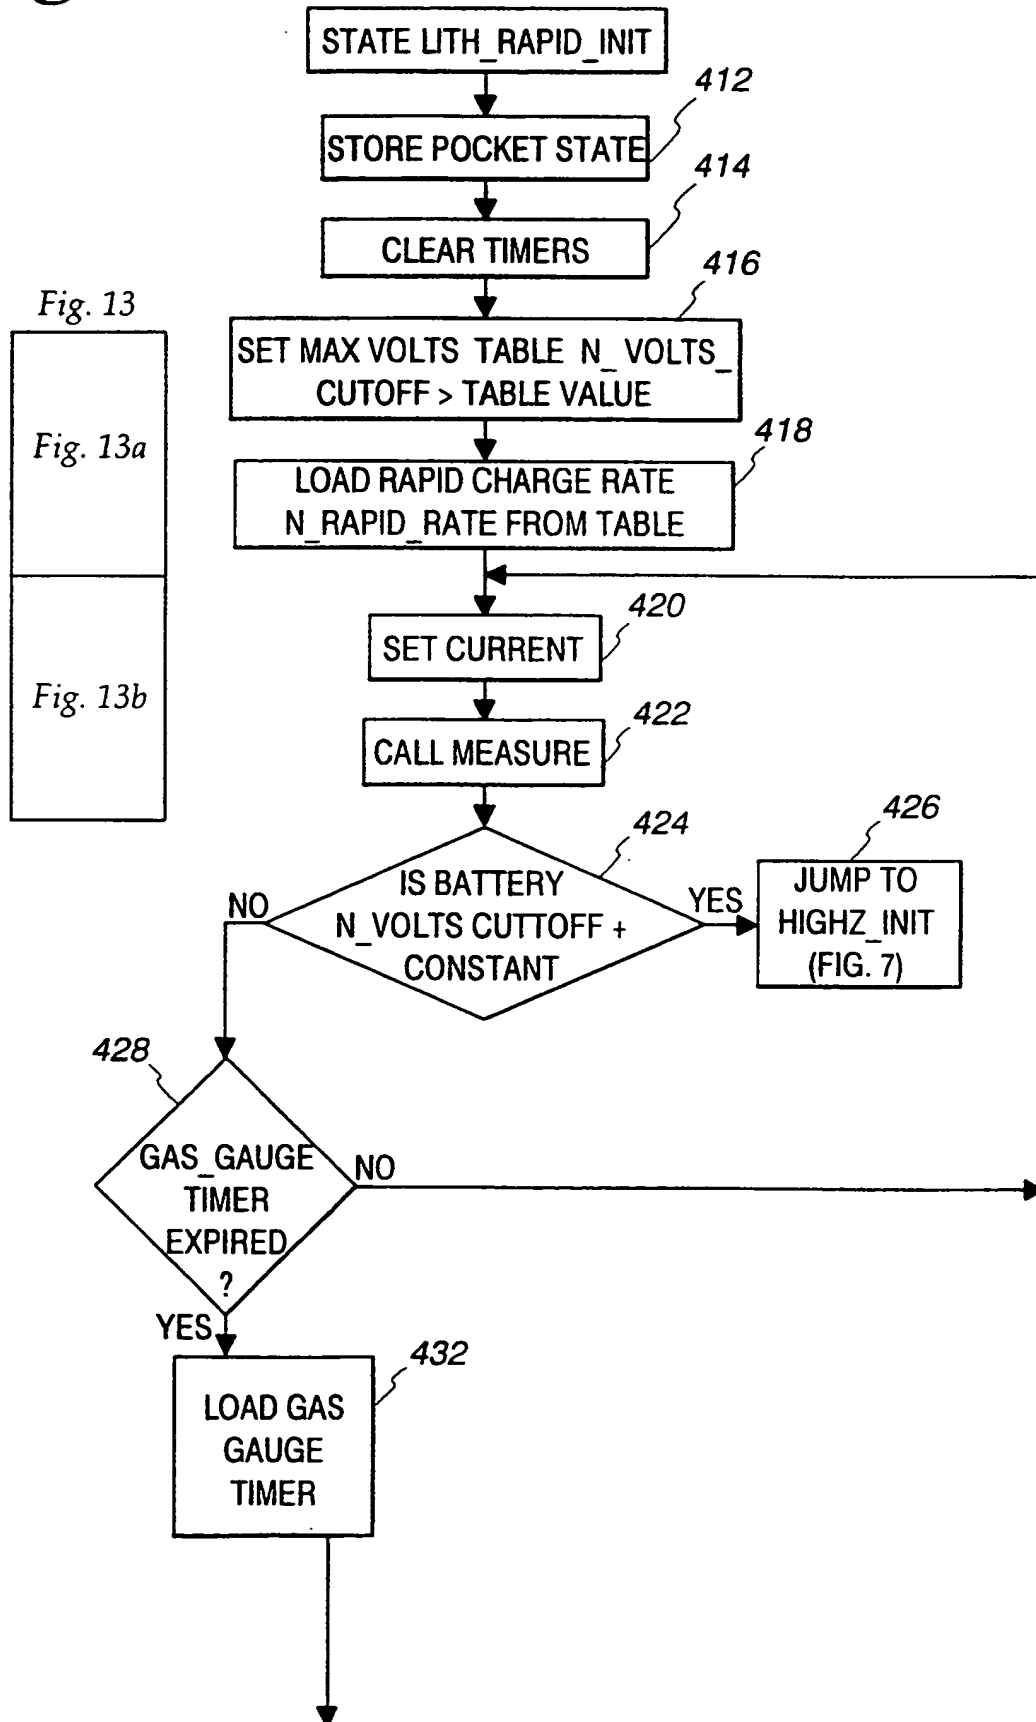 STATE LITH_RAPID_INIT
412
STORE POCKET STATE
414
CLEAR TIMERS
416
SET MAX VOLTS TABLE N_VOLTS_
CUTOFF > TABLE VALUE
418
LOAD RAPID CHARGE RATE
N_RAPID_RATE FROM TABLE
Fig. 13
Fig. 13a
Fig. 13b
420
SET CURRENT
422
CALL MEASURE
424
IS BATTERY
N_VOLTS CUTTOFF +
CONSTANT
NO
YES
426
JUMP TO
HIGHZ_INIT
(FIG. 7)
428
GAS_GAUGE
TIMER
EXPIRED
?
NO
YES
432
LOAD GAS
GAUGE
TIMER